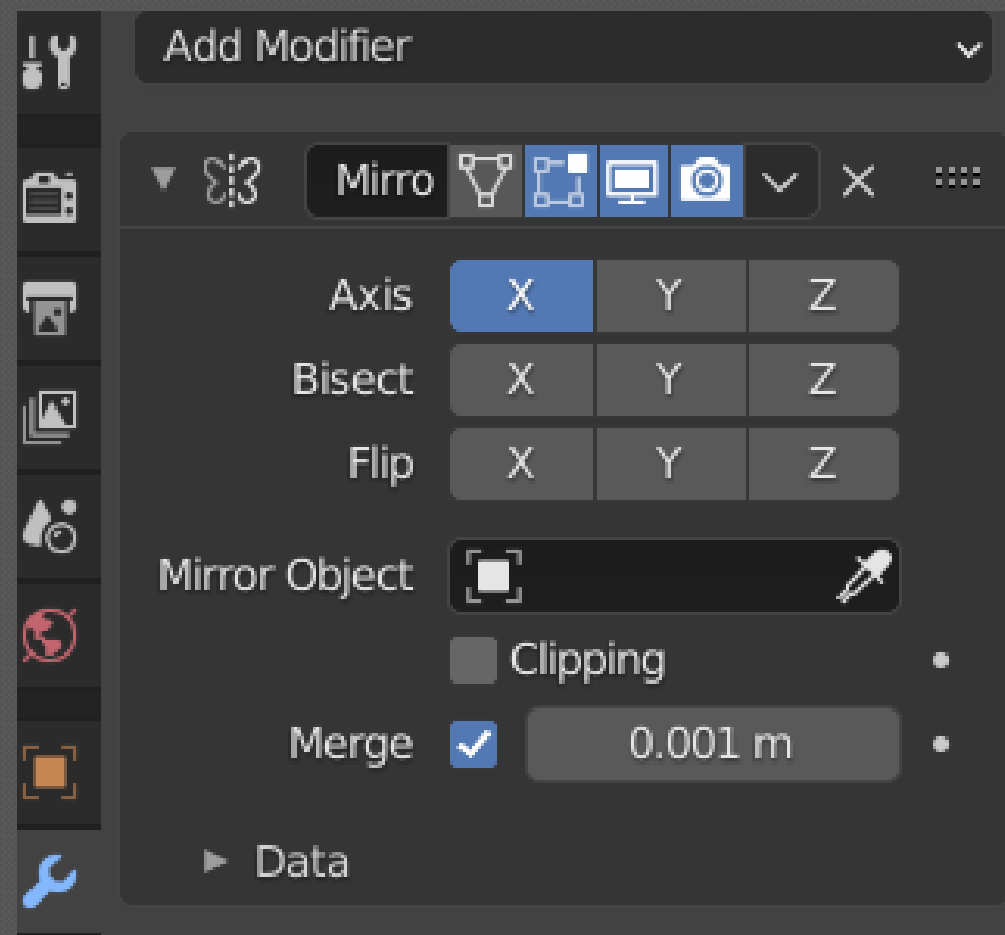 Add Modifier
Mirro
Axis X Y Z
Bisect X Y Z
Flip X Y Z
Mirror Object
Clipping
Merge 0.001 m
Data